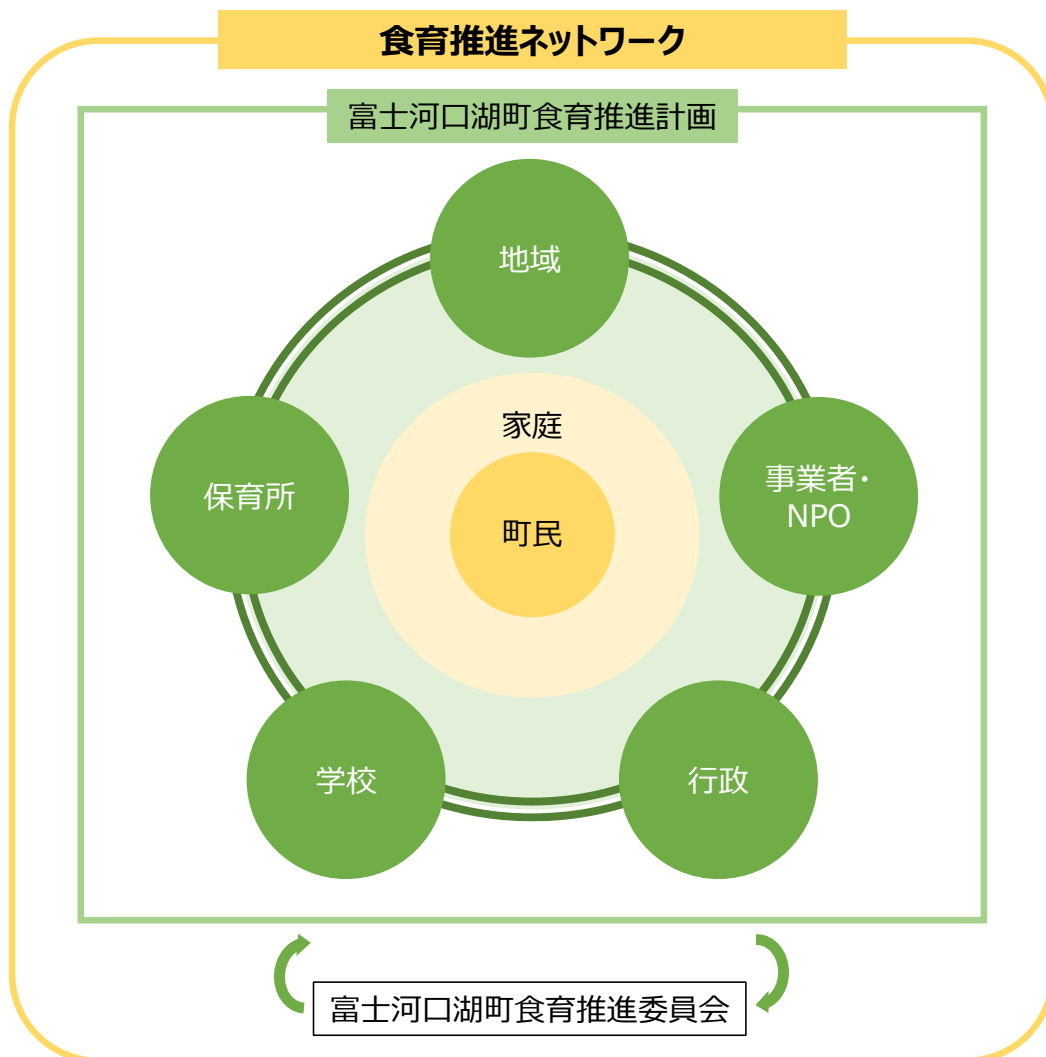 食育推進ネットワーク
富士河口湖町食育推進計画
地域
家庭
町民
保育所
事業者・
NPO
学校
行政
富士河口湖町食育推進委員会